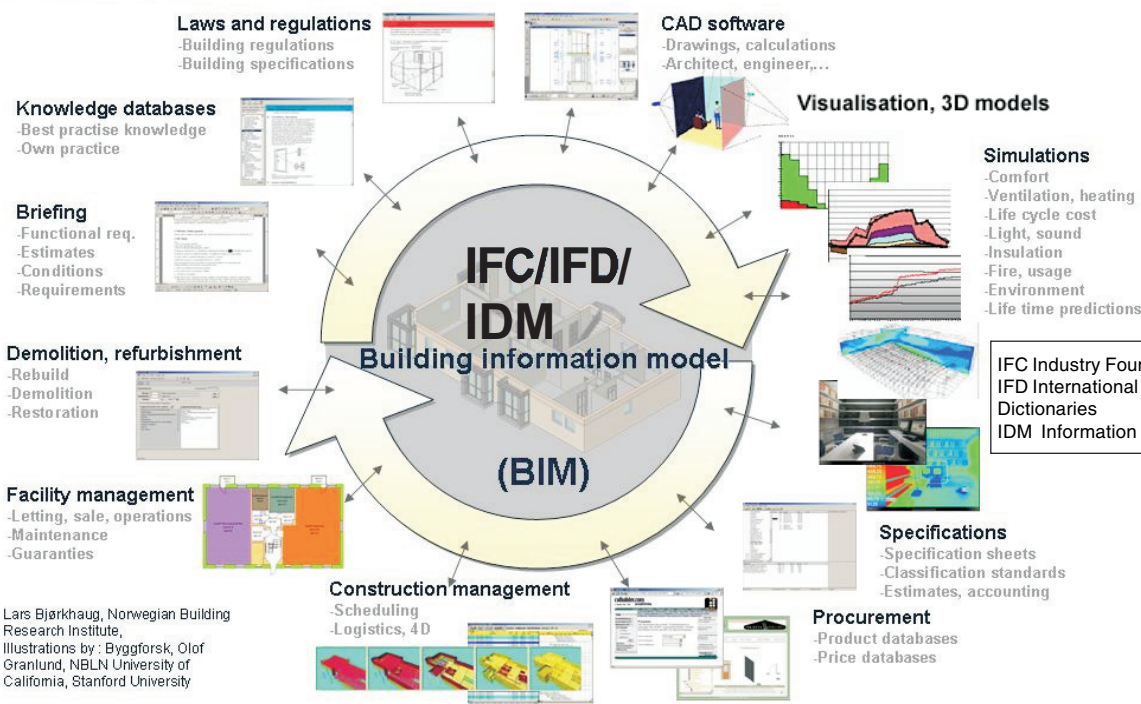 Laws and regulations
-Building regulations
-Building specifications
CAD software
-Drawings, calculations
-Architect, engineer,...
Visualisation, 3D models
Knowledge databases
-Best practise knowledge
-Own practice
Simulations
-Comfort
-Ventilation, heating
-Life cycle cost
-Light, sound
-Insulation
-Fire, usage
-Environment
-Life time predictions
Briefing
-Functional req.
-Estimates
-Conditions
-Requirements
IFC/IFD/
IDM
Building information model
(BIM)
IFC Industry Foun
IFD International
Dictionaries
IDM Information
Demolition, refurbishment
-Rebuild
-Demolition
-Restoration
Facility management
-Letting, sale, operations
-Maintenance
-Guaranties
Specifications
-Specification sheets
-Classification standards
-Estimates, accounting
Construction management
-Scheduling
-Logistics, 4D
Procurement
-Product databases
-Price databases
Lars Bjørkhaug, Norwegian Building
Research Institute,
Illustrations by : Byggforsk, Olof
Granlund, NBLN University of
California, Stanford University